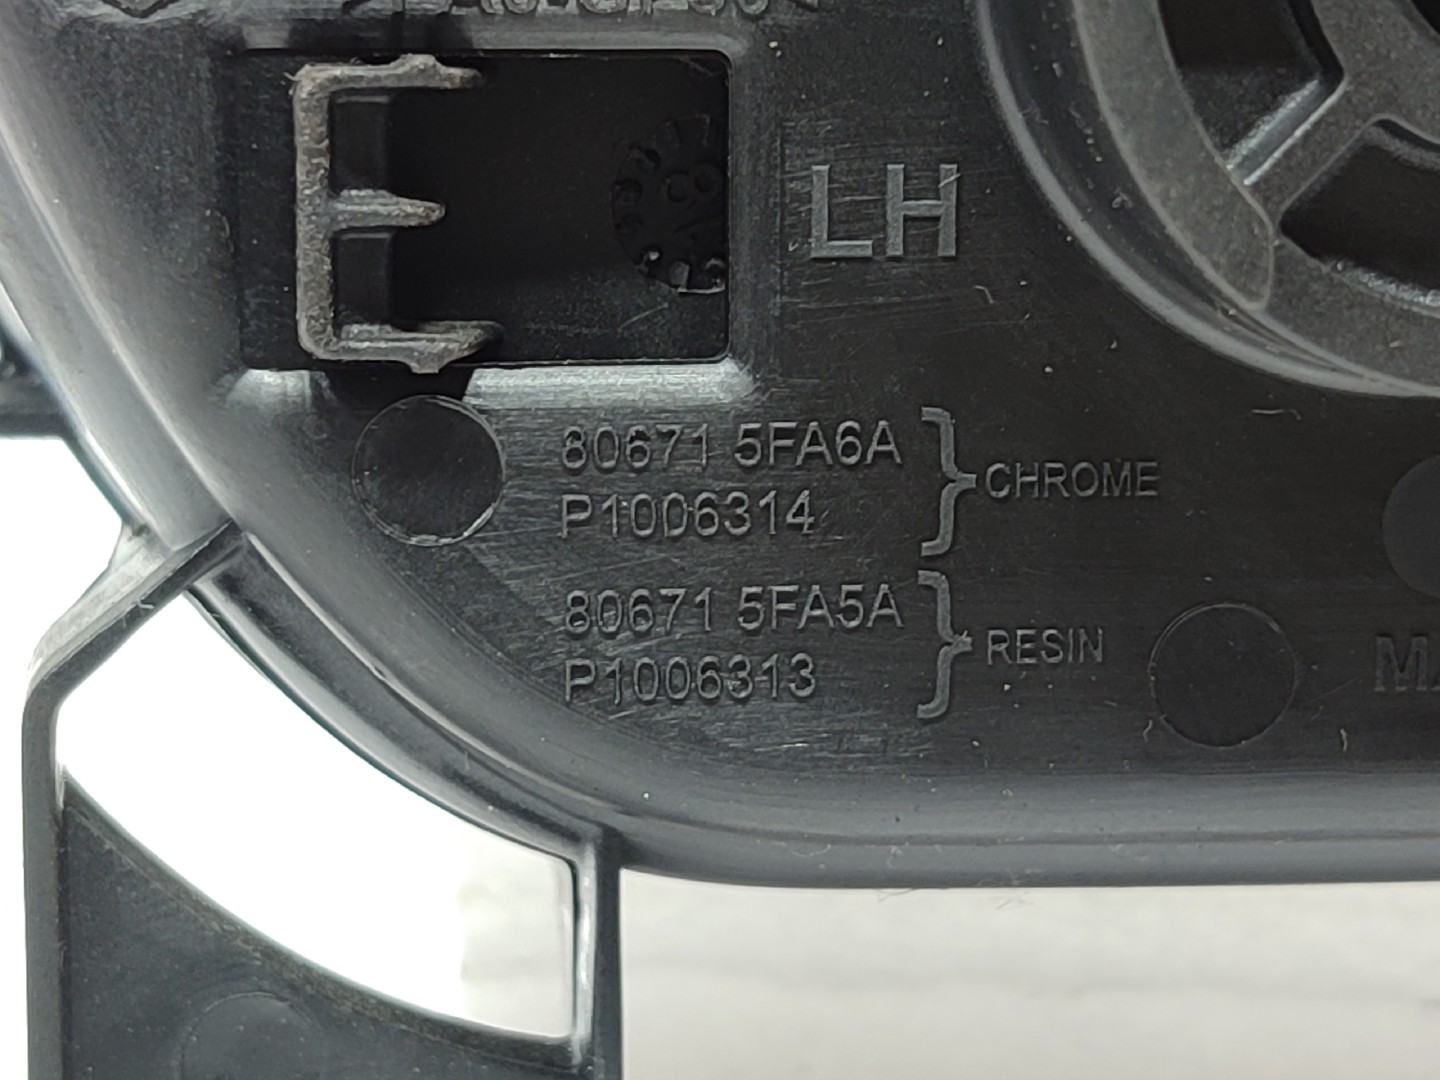 LH
80671 5FA6A
P1006314
CHROME
80671 5FA5A
P1006313
RESIN